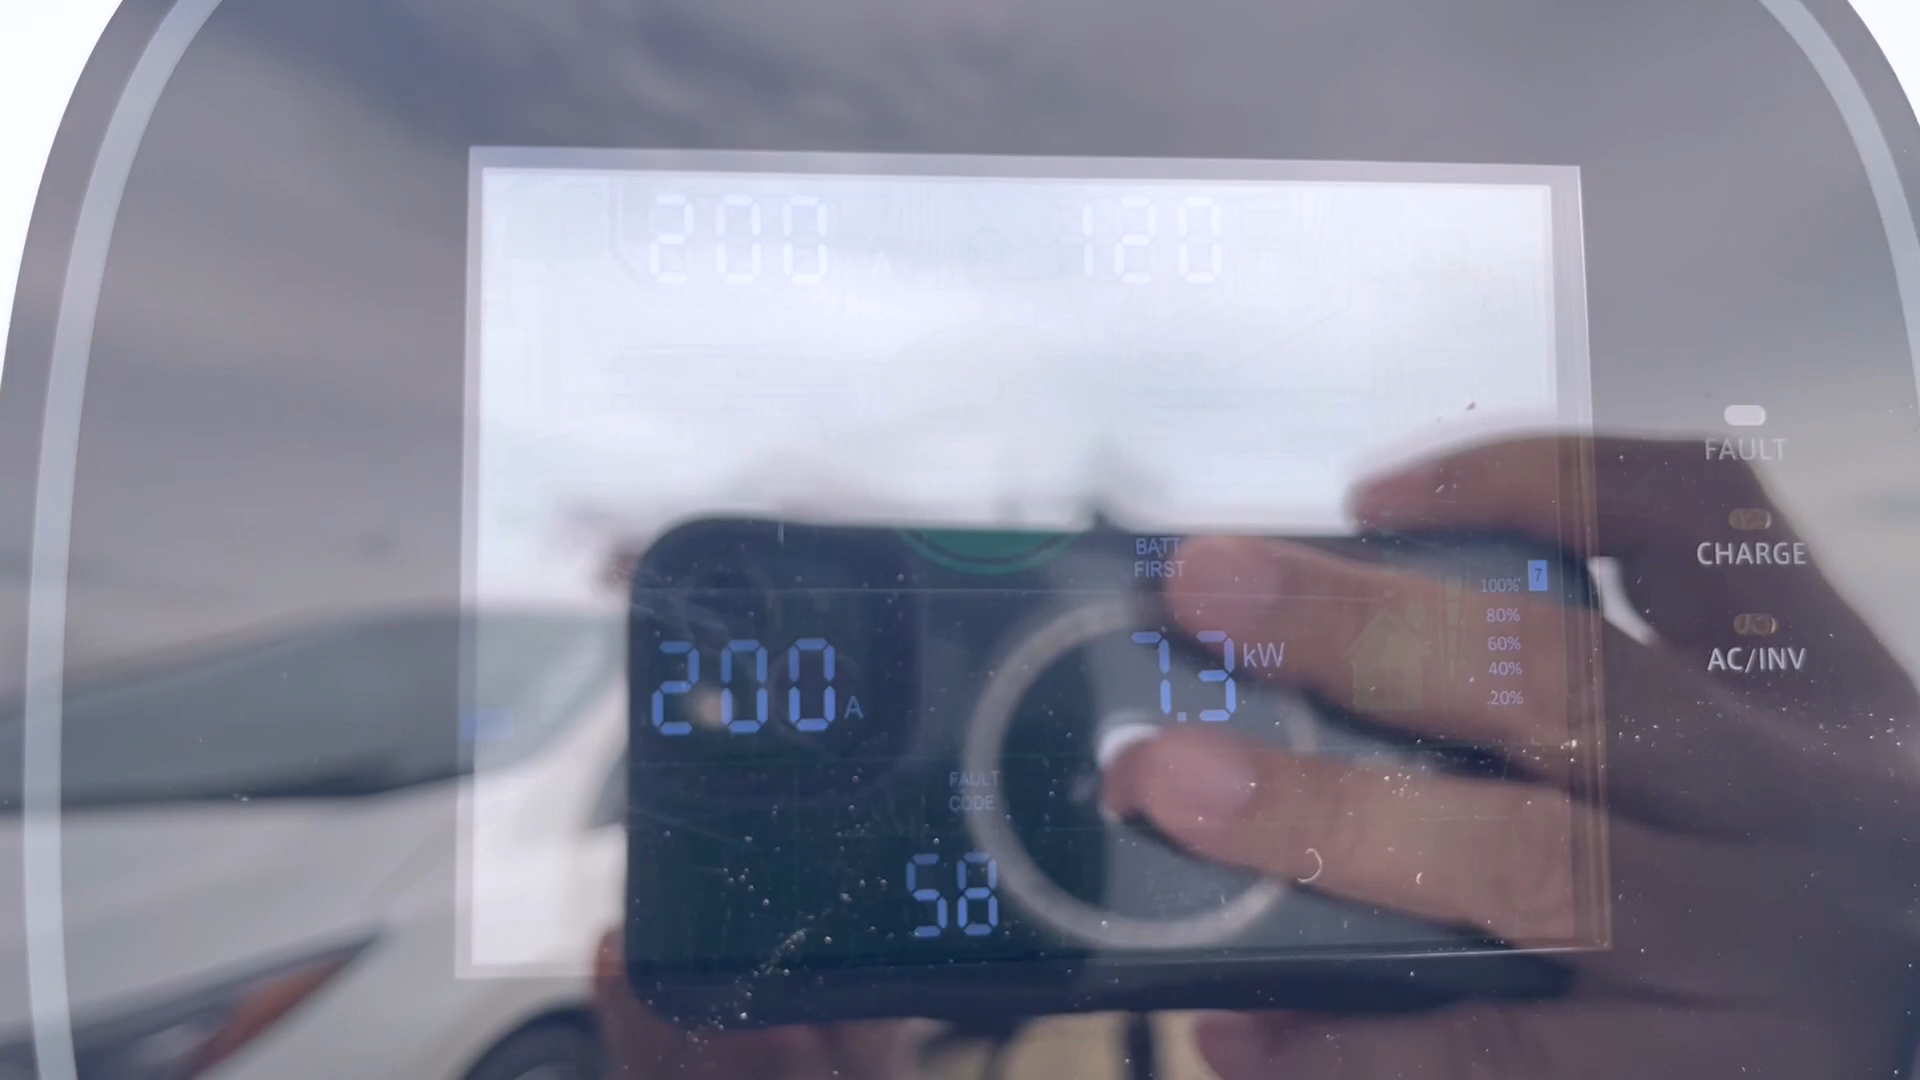 200 A 120 A
FAULT
CHARGE
AC/INV
BATT
FIRST
7
100%
80%
60%
40%
20%
200 A
7.3 kW
FAULT
CODE
58